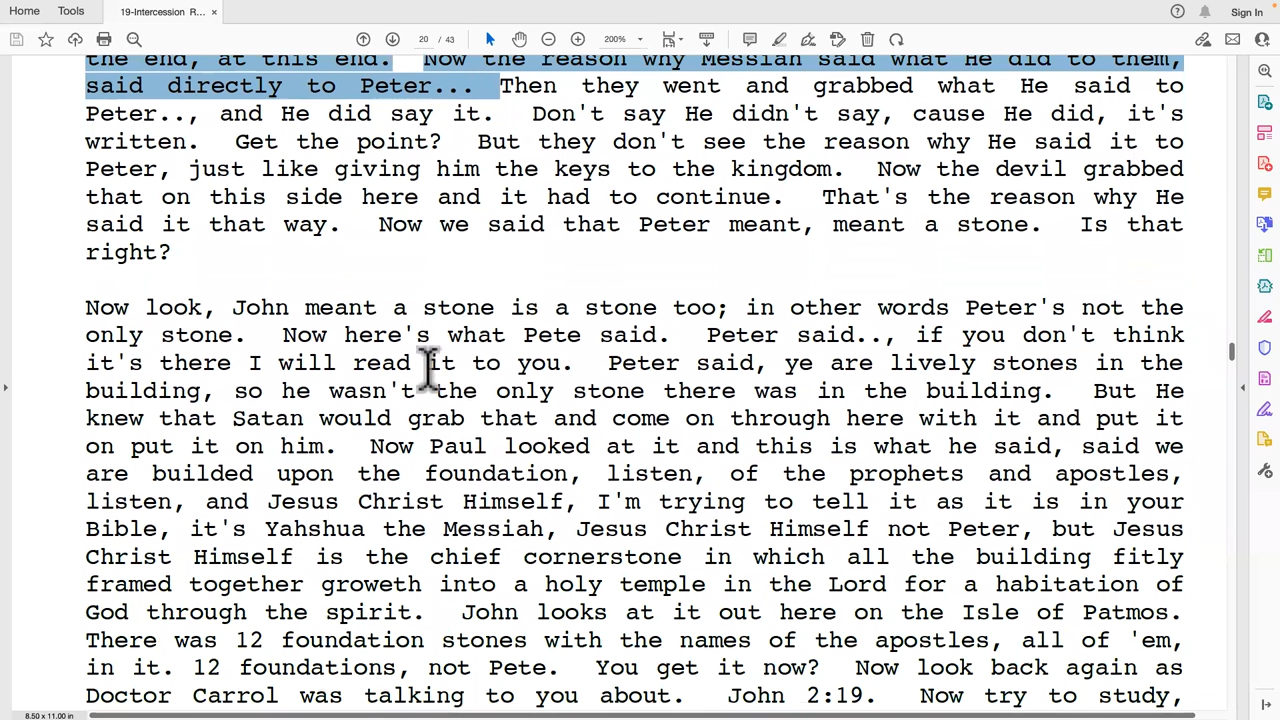 Home Tools 19-Intercession R... × Sign In
20 / 43 200%
the end, at this end. Now the reason why Messiah said what He did to them,
said directly to Peter... Then they went and grabbed what He said to
Peter.., and He did say it. Don't say He didn't say, cause He did, it's
written. Get the point? But they don't see the reason why He said it to
Peter, just like giving him the keys to the kingdom. Now the devil grabbed
that on this side here and it had to continue. That's the reason why He
said it that way. Now we said that Peter meant, meant a stone. Is that
right?
Now look, John meant a stone is a stone too; in other words Peter's not the
only stone. Now here's what Pete said. Peter said.., if you don't think
it's there I will read it to you. Peter said, ye are lively stones in the
building, so he wasn't the only stone there was in the building. But He
knew that Satan would grab that and come on through here with it and put it
on put it on him. Now Paul looked at it and this is what he said, said we
are builded upon the foundation, listen, of the prophets and apostles,
listen, and Jesus Christ Himself, I'm trying to tell it as it is in your
Bible, it's Yahshua the Messiah, Jesus Christ Himself not Peter, but Jesus
Christ Himself is the chief cornerstone in which all the building fitly
framed together groweth into a holy temple in the Lord for a habitation of
God through the spirit. John looks at it out here on the Isle of Patmos.
There was 12 foundation stones with the names of the apostles, all of 'em,
in it. 12 foundations, not Pete. You get it now? Now look back again as
Doctor Carrol was talking to you about. John 2:19. Now try to study,
8.50 x 11.00 in